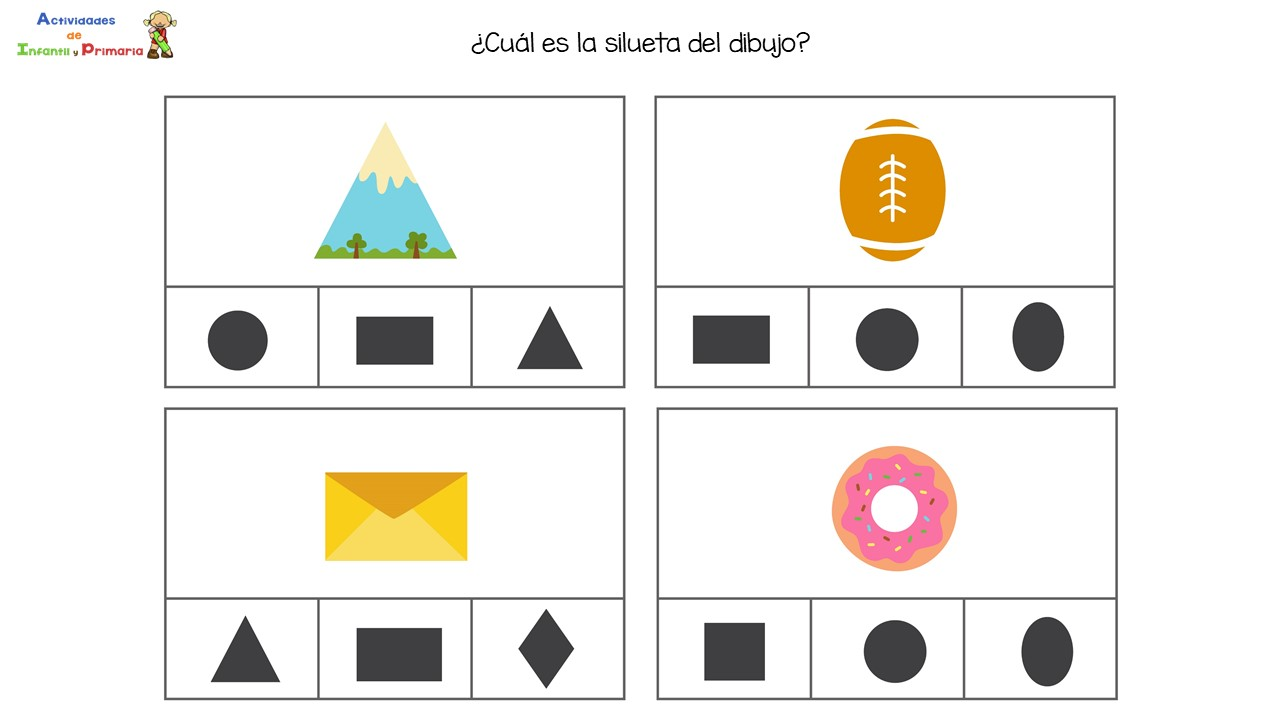 Actividades
de
Infantil y Primaria
¿Cuál es la silueta del dibujo?